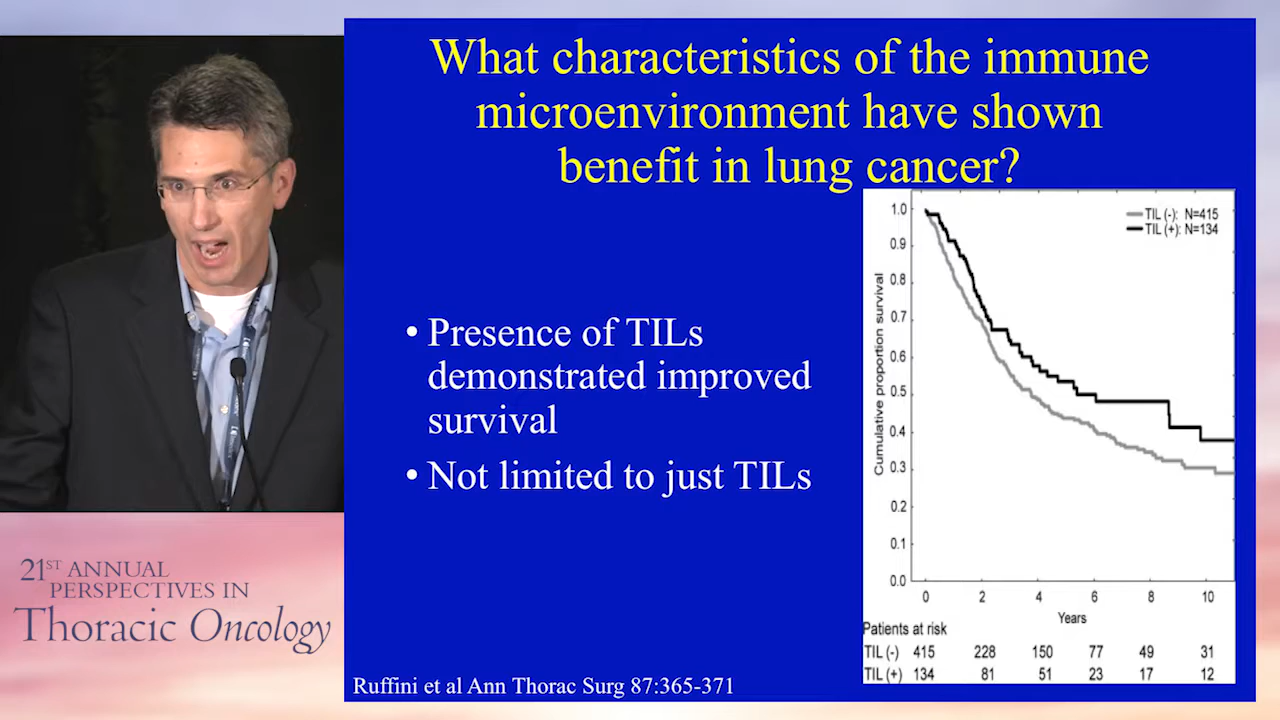 What characteristics of the immune
microenvironment have shown
benefit in lung cancer?
• Presence of TILs
demonstrated improved
survival
• Not limited to just TILs
TIL (-): N=415
TIL (+): N=134
Cumulative proportion survival
1.0
0.9
0.8
0.7
0.6
0.5
0.4
0.3
0.2
0.1
0.0
0 2 4 6 8 10
Years
Patients at risk
TIL (-) 415 228 150 77 49 31
TIL (+) 134 81 51 23 17 12
Ruffini et al Ann Thorac Surg 87:365-371
21ST ANNUAL
PERSPECTIVES IN
Thoracic Oncology